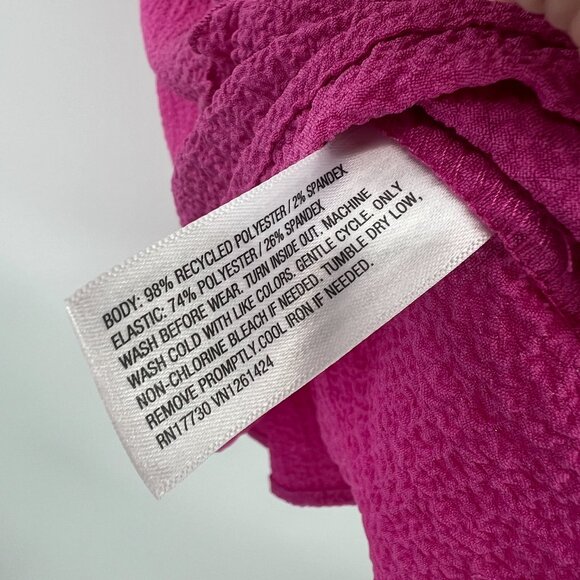 BODY: 98% RECYCLED POLYESTER / 2% SPANDEX
ELASTIC: 74% POLYESTER / 26% SPANDEX
WASH BEFORE WEAR. TURN INSIDE OUT. MACHINE
WASH COLD WITH LIKE COLORS. GENTLE CYCLE. ONLY
NON-CHLORINE BLEACH IF NEEDED. TUMBLE DRY LOW,
REMOVE PROMPTLY. COOL IRON IF NEEDED.
RN17730 VN1261424